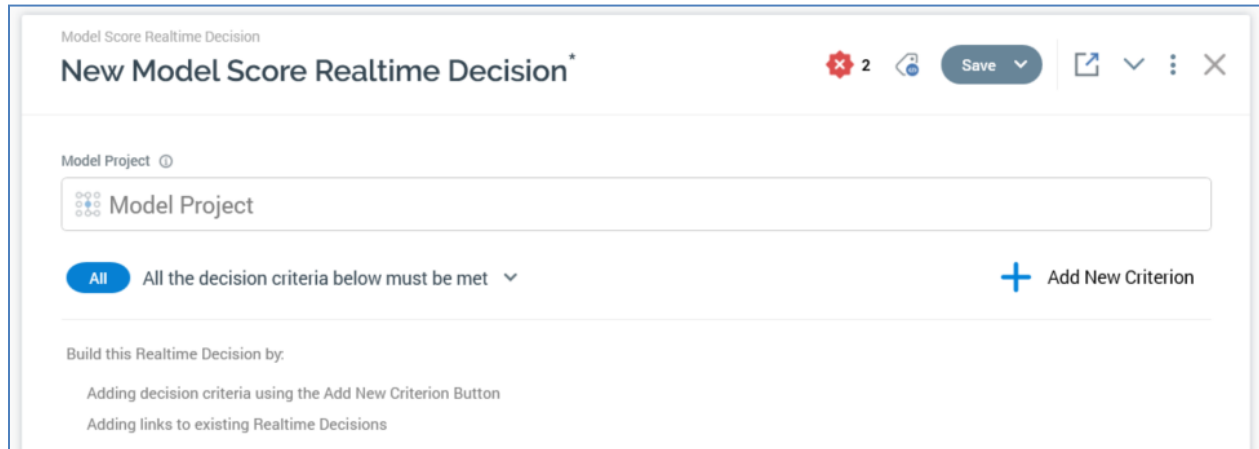 Model Score Realtime Decision
New Model Score Realtime Decision*
2
Save
Model Project
Model Project
All All the decision criteria below must be met
Add New Criterion
Build this Realtime Decision by:
Adding decision criteria using the Add New Criterion Button
Adding links to existing Realtime Decisions